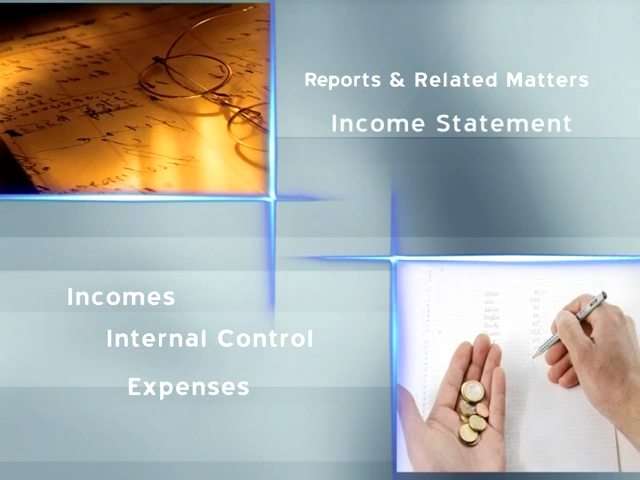 Reports & Related Matters
Income Statement
Incomes
Internal Control
Expenses